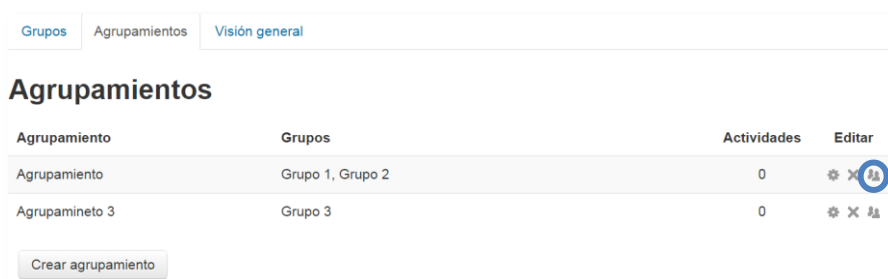 Grupos Agrupamientos Visión general
Agrupamientos
Agrupamiento Grupos Actividades Editar
Agrupamiento Grupo 1, Grupo 2 0
Agrupamineto 3 Grupo 3 0
Crear agrupamiento